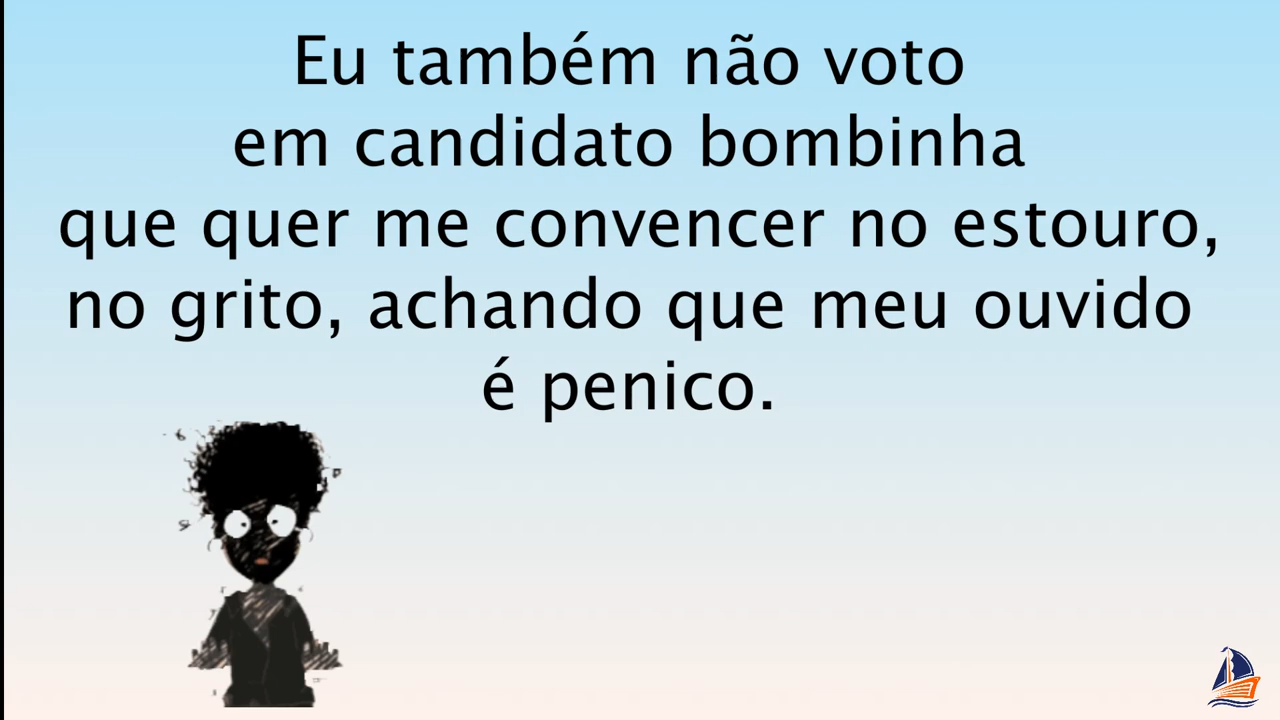 Eu também não voto
em candidato bombinha
que quer me convencer no estouro,
no grito, achando que meu ouvido
é penico.